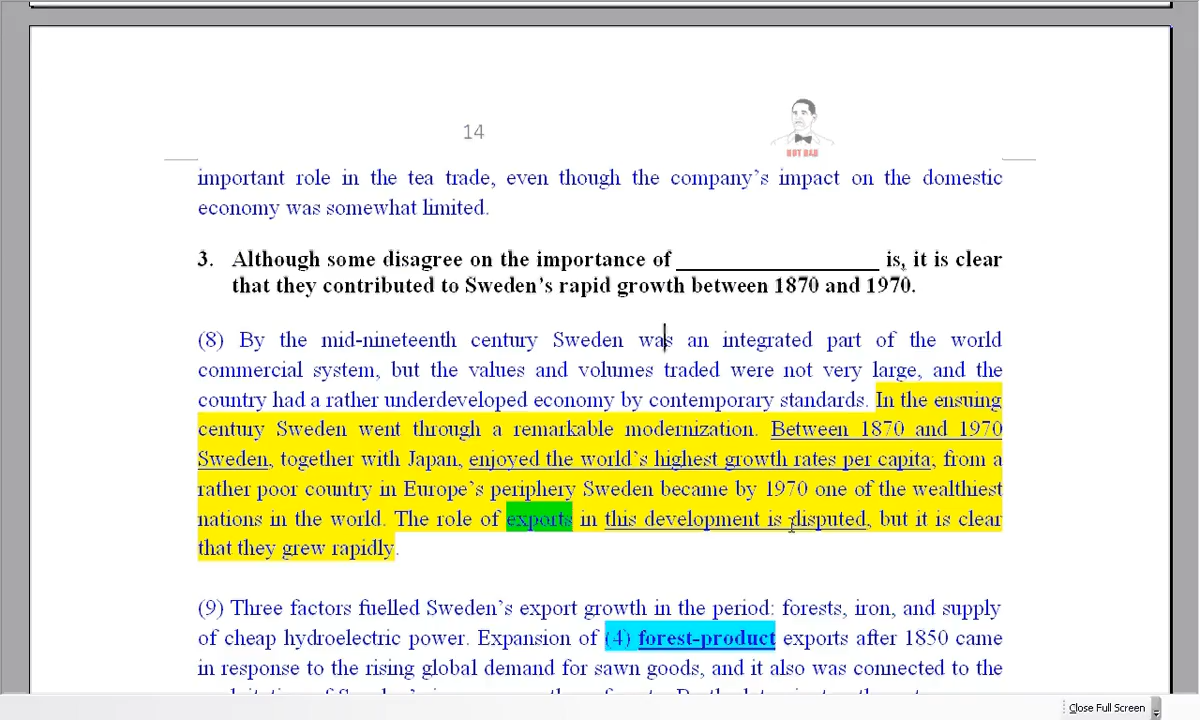 14
HOT DAD
important role in the tea trade, even though the company's impact on the domestic
economy was somewhat limited.
3. Although some disagree on the importance of _________________ is, it is clear
that they contributed to Sweden's rapid growth between 1870 and 1970.
(8) By the mid-nineteenth century Sweden was an integrated part of the world
commercial system, but the values and volumes traded were not very large, and the
country had a rather underdeveloped economy by contemporary standards. In the ensuing
century Sweden went through a remarkable modernization. Between 1870 and 1970
Sweden, together with Japan, enjoyed the world's highest growth rates per capita; from a
rather poor country in Europe's periphery Sweden became by 1970 one of the wealthiest
nations in the world. The role of exports in this development is disputed, but it is clear
that they grew rapidly.
(9) Three factors fuelled Sweden's export growth in the period: forests, iron, and supply
of cheap hydroelectric power. Expansion of (4) forest-product exports after 1850 came
in response to the rising global demand for sawn goods, and it also was connected to the
Close Full Screen